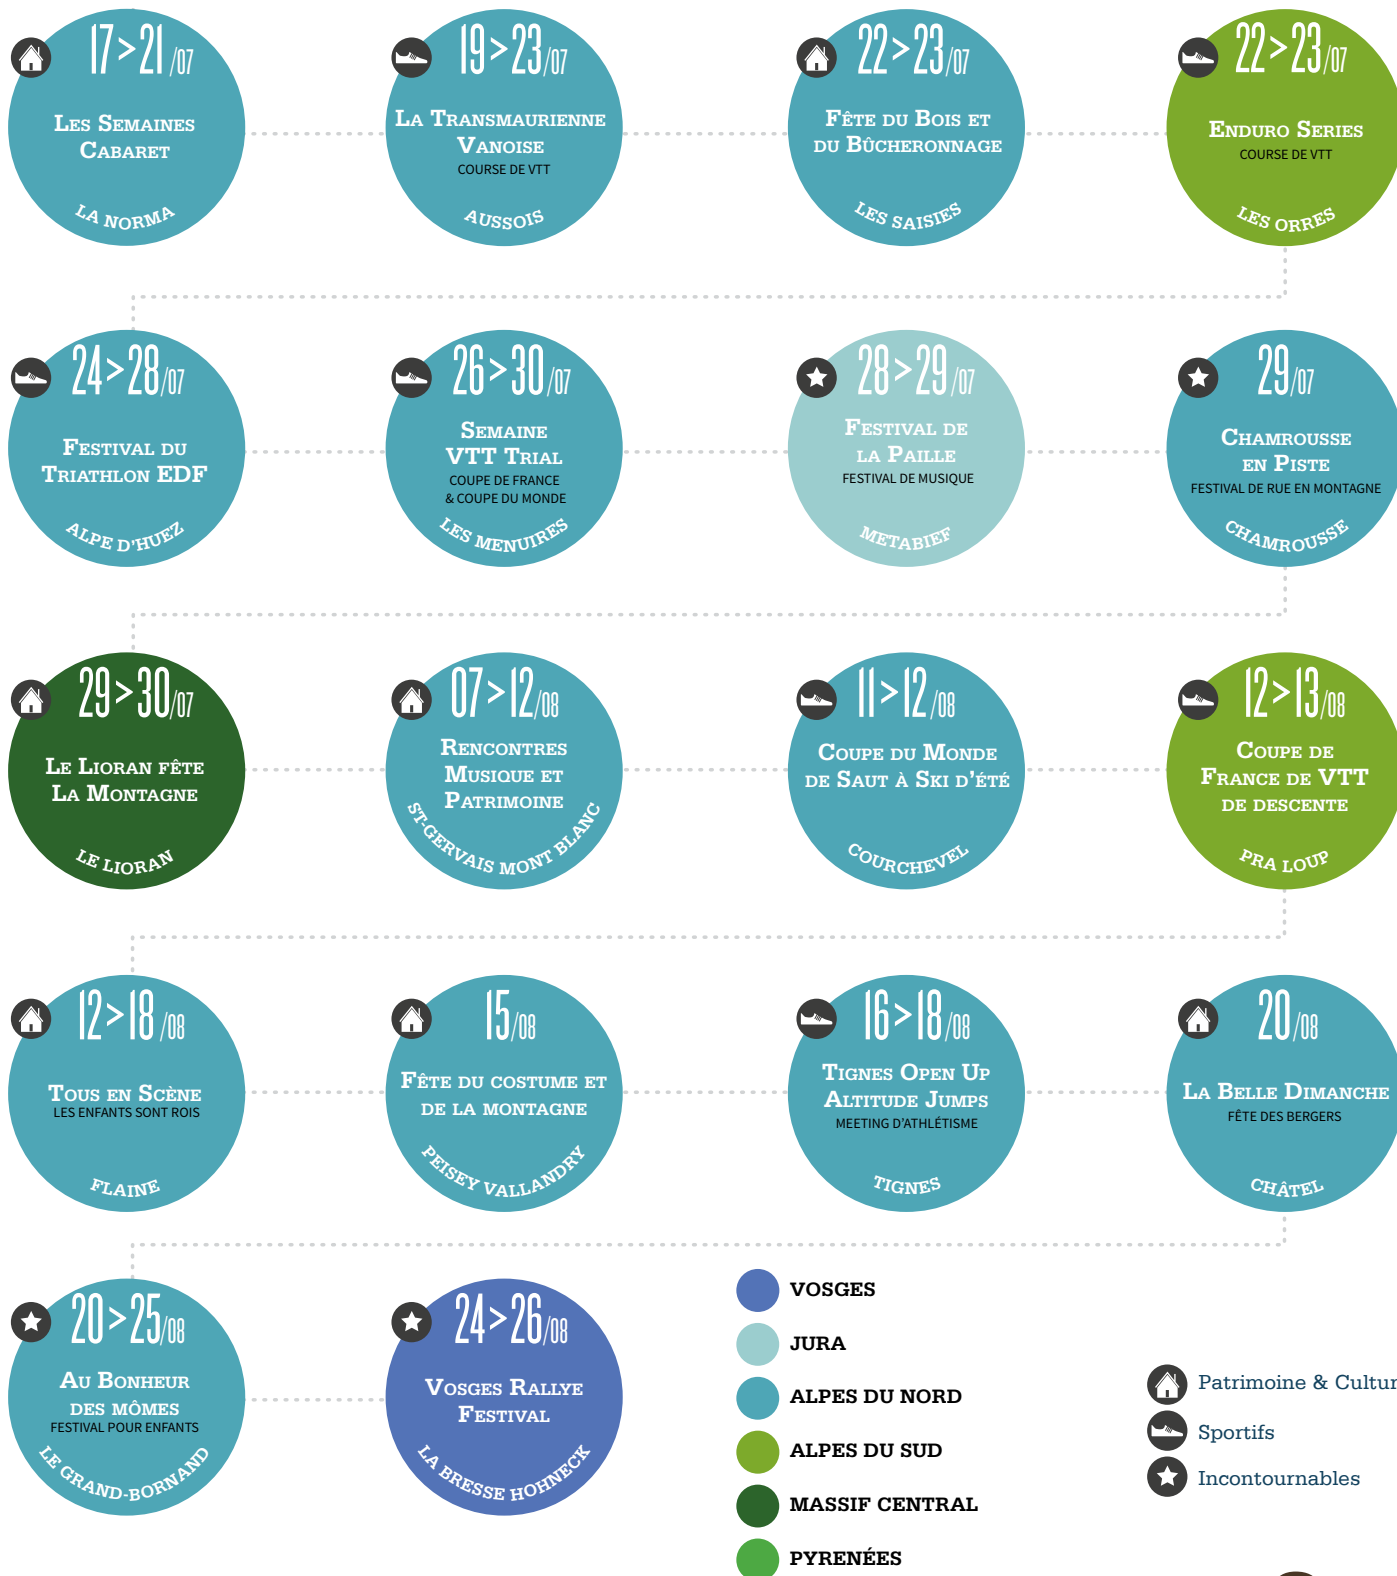 17>21/07
Les Semaines
Cabaret
La Norma
19>23/07
La Transmaurienne
Vanoise
COURSE DE VTT
Aussois
22>23/07
Fête du Bois et
du Bûcheronnage
Les Saisies
22>23/07
Enduro Series
COURSE DE VTT
Les Orres
24>28/07
Festival du
Triathlon EDF
Alpe d'Huez
26>30/07
Semaine
VTT Trial
COUPE DE FRANCE
& COUPE DU MONDE
Les Menuires
28>29/07
Festival de
la Paille
FESTIVAL DE MUSIQUE
Metabief
29/07
Chamrousse
en Piste
FESTIVAL DE RUE EN MONTAGNE
Chamrousse
29>30/07
Le Lioran fête
La Montagne
Le Lioran
07>12/08
Rencontres
Musique et
Patrimoine
St-Gervais Mont Blanc
11>12/08
Coupe du Monde
de Saut à Ski d'été
Courchevel
12>13/08
Coupe de
France de VTT
de descente
Pra Loup
12>18/08
Tous en Scène
LES ENFANTS SONT ROIS
Flaine
15/08
Fête du costume et
de la montagne
Peisey Vallandry
16>18/08
Tignes Open Up
Altitude Jumps
MEETING D'ATHLÉTISME
Tignes
20/08
La Belle Dimanche
FÊTE DES BERGERS
Châtel
20>25/08
Au Bonheur
des mômes
FESTIVAL POUR ENFANTS
Le Grand-Bornand
24>26/08
Vosges Rallye
Festival
La Bresse Hohneck
VOSGES
JURA
ALPES DU NORD
ALPES DU SUD
MASSIF CENTRAL
PYRENÉES
Patrimoine & Cultur
Sportifs
Incontournables